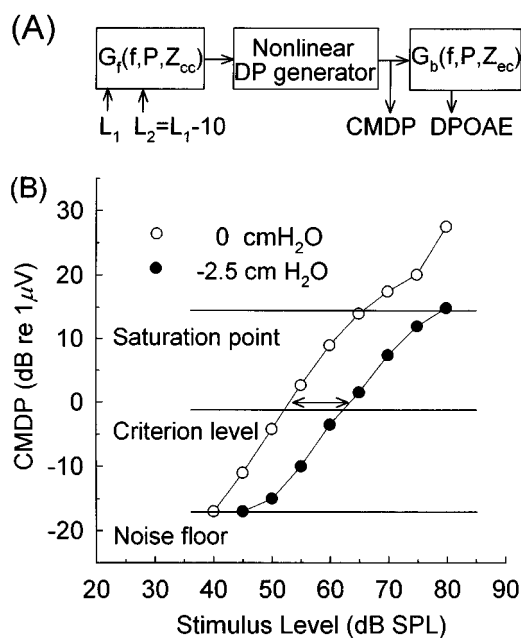 (A)
G_f(f,P,Z_cc)
Nonlinear
DP generator
G_b(f,P,Z_ec)
L_1
L_2=L_1-10
CMDP
DPOAE
(B)
CMDP (dB re 1μV)
30
20
10
0
-10
-20
0 cmH_2O
-2.5 cm H_2O
Saturation point
Criterion level
Noise floor
20 30 40 50 60 70 80 90
Stimulus Level (dB SPL)